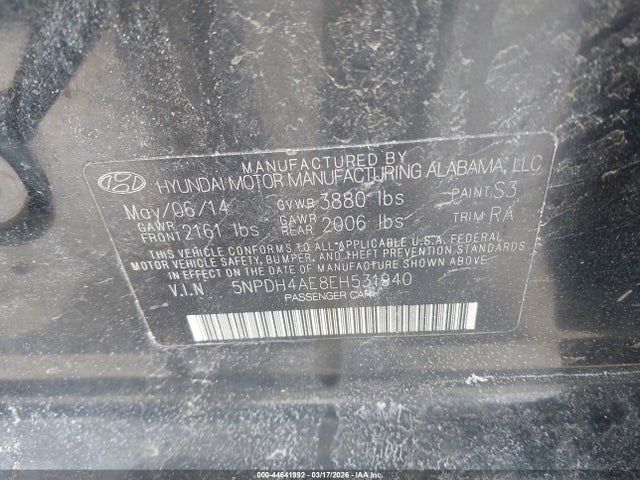 MANUFACTURED BY
HYUNDAI MOTOR MANUFACTURING ALABAMA, LLC
May/06/14 GVWR 3880 lbs PAINT S3
GAWR FRONT 2161 lbs GAWR REAR 2006 lbs TRIM RA
THIS VEHICLE CONFORMS TO ALL APPLICABLE U.S.A. FEDERAL
MOTOR VEHICLE SAFETY, BUMPER, AND THEFT PREVENTION STANDARDS
IN EFFECT ON THE DATE OF MANUFACTURE SHOWN ABOVE
V.I.N 5NPDH4AE8EH531940
PASSENGER CAR
000-44641992 - 03/17/2026 - IAA, Inc.